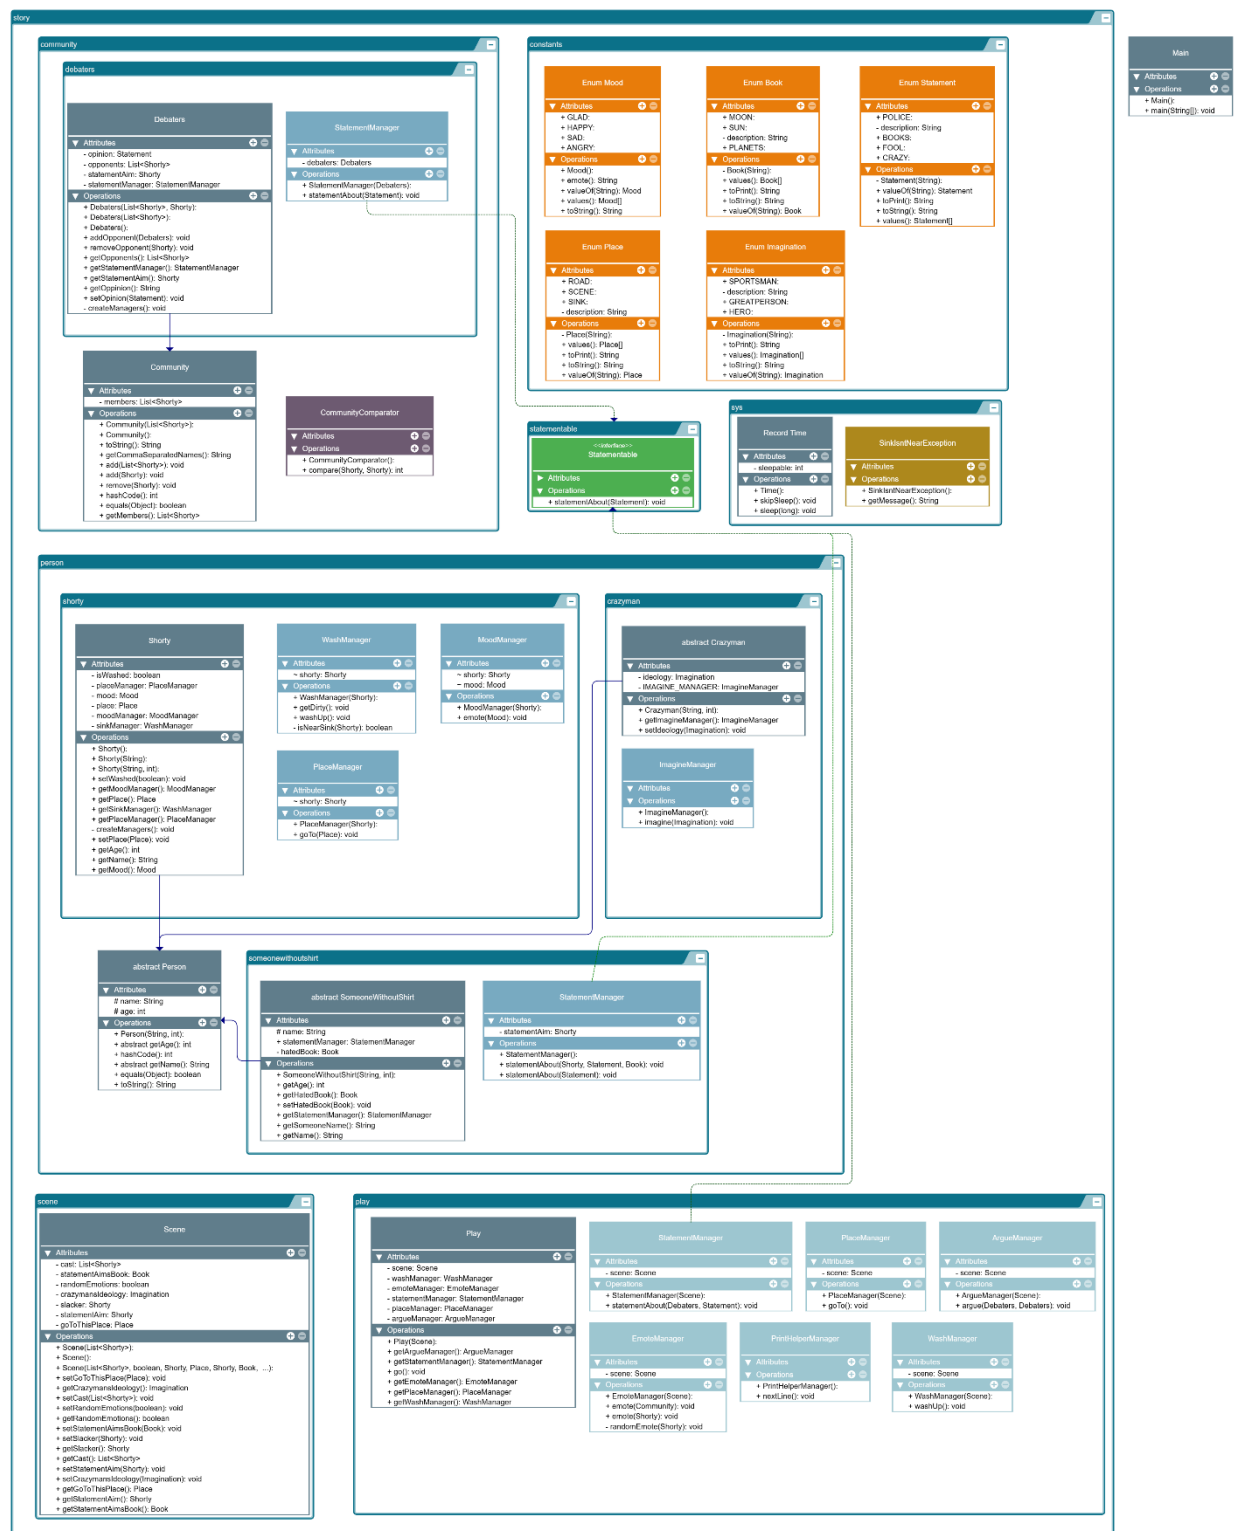 story
community
debaters
Debaters
Attributes
- opinion: Statement
- opponents: List<Shorty>
- statementAim: Shorty
- statementManager: StatementManager
Operations
+ Debaters(List<Shorty>, Shorty):
+ Debaters(List<Shorty>):
+ Debaters():
+ addOpponent(Debaters): void
+ removeOpponent(Shorty): void
+ getOpponents(): List<Shorty>
+ getStatementManager(): StatementManager
+ getStatementAim(): Shorty
+ getOppinion(): String
+ setOpinion(Statement): void
- createManagers(): void
StatementManager
Attributes
- debaters: Debaters
Operations
+ StatementManager(Debaters):
+ statementAbout(Statement): void
Community
Attributes
- members: List<Shorty>
Operations
+ Community(List<Shorty>):
+ Community():
+ toString(): String
+ getCommaSeparatedNames(): String
+ add(List<Shorty>): void
+ add(Shorty): void
+ remove(Shorty): void
+ hashCode(): int
+ equals(Object): boolean
+ getMembers(): List<Shorty>
CommunityComparator
Attributes
Operations
+ CommunityComparator():
+ compare(Shorty, Shorty): int
constants
Enum Mood
Attributes
+ GLAD:
+ HAPPY:
+ SAD:
+ ANGRY:
Operations
+ Mood():
+ emote(): String
+ valueOf(String): Mood
+ values(): Mood[]
+ toString(): String
Enum Book
Attributes
+ MOON:
+ SUN:
- description: String
+ PLANETS:
Operations
- Book(String):
+ values(): Book[]
+ toPrint(): String
+ toString(): String
+ valueOf(String): Book
Enum Statement
Attributes
+ POLICE:
- description: String
+ BOOKS:
+ FOOL:
+ CRAZY:
Operations
- Statement(String):
+ valueOf(String): Statement
+ toPrint(): String
+ toString(): String
+ values(): Statement[]
Enum Place
Attributes
+ ROAD:
+ SCENE:
+ SINK:
- description: String
Operations
- Place(String):
+ values(): Place[]
+ toPrint(): String
+ toString(): String
+ valueOf(String): Place
Enum Imagination
Attributes
+ SPORTSMAN:
- description: String
+ GREATPERSON:
+ HERO:
Operations
- Imagination(String):
+ toPrint(): String
+ values(): Imagination[]
+ toString(): String
+ valueOf(String): Imagination
Main
Attributes
Operations
+ Main():
+ main(String[]): void
statementable
<<interface>>
Statementable
Attributes
Operations
+ statementAbout(Statement): void
sys
Record Time
Attributes
- sleepable: int
Operations
+ Time():
+ skipSleep(): void
+ sleep(long): void
SinkIsntNearException
Attributes
Operations
+ SinkIsntNearException():
+ getMessage(): String
person
shorty
Shorty
Attributes
- isWashed: boolean
- placeManager: PlaceManager
- mood: Mood
- place: Place
- moodManager: MoodManager
- sinkManager: WashManager
Operations
+ Shorty():
+ Shorty(String):
+ Shorty(String, int):
+ setWashed(boolean): void
+ getMoodManager(): MoodManager
+ getPlace(): Place
+ getSinkManager(): WashManager
+ getPlaceManager(): PlaceManager
- createManagers(): void
+ setPlace(Place): void
+ getAge(): int
+ getName(): String
+ getMood(): Mood
WashManager
Attributes
~ shorty: Shorty
Operations
+ WashManager(Shorty):
+ getDirty(): void
+ washUp(): void
- isNearSink(Shorty): boolean
MoodManager
Attributes
~ shorty: Shorty
~ mood: Mood
Operations
+ MoodManager(Shorty):
+ emote(Mood): void
PlaceManager
Attributes
~ shorty: Shorty
Operations
+ PlaceManager(Shorty):
+ goTo(Place): void
crazyman
abstract Crazyman
Attributes
- ideology: Imagination
- IMAGINE_MANAGER: ImagineManager
Operations
+ Crazyman(String, int):
+ getImagineManager(): ImagineManager
+ setIdeology(Imagination): void
ImagineManager
Attributes
Operations
+ ImagineManager():
+ imagine(Imagination): void
abstract Person
Attributes
# name: String
# age: int
Operations
+ Person(String, int):
+ abstract getAge(): int
+ hashCode(): int
+ abstract getName(): String
+ equals(Object): boolean
+ toString(): String
someonewithoutshirt
abstract SomeoneWithoutShirt
Attributes
# name: String
+ statementManager: StatementManager
- hatedBook: Book
Operations
+ SomeoneWithoutShirt(String, int):
+ getAge(): int
+ getHatedBook(): Book
+ setHatedBook(Book): void
+ getStatementManager(): StatementManager
+ getSomeoneName(): String
+ getName(): String
StatementManager
Attributes
- statementAim: Shorty
Operations
+ StatementManager():
+ statementAbout(Shorty, Statement, Book): void
+ statementAbout(Statement): void
scene
Scene
Attributes
- cast: List<Shorty>
- statementAimsBook: Book
- randomEmotions: boolean
- crazymansIdeology: Imagination
- slacker: Shorty
- statementAim: Shorty
- goToThisPlace: Place
Operations
+ Scene(List<Shorty>):
+ Scene():
+ Scene(List<Shorty>, boolean, Shorty, Place, Shorty, Book, ...):
+ setGoToThisPlace(Place): void
+ getCrazymansIdeology(): Imagination
+ setCast(List<Shorty>): void
+ setRandomEmotions(boolean): void
+ getRandomEmotions(): boolean
+ setStatementAimsBook(Book): void
+ setSlacker(Shorty): void
+ getSlacker(): Shorty
+ getCast(): List<Shorty>
+ setStatementAim(Shorty): void
+ setCrazymansIdeology(Imagination): void
+ getGoToThisPlace(): Place
+ getStatementAim(): Shorty
+ getStatementAimsBook(): Book
play
Play
Attributes
- scene: Scene
- washManager: WashManager
- emoteManager: EmoteManager
- statementManager: StatementManager
- placeManager: PlaceManager
- argueManager: ArgueManager
Operations
+ Play(Scene):
+ getArgueManager(): ArgueManager
+ getStatementManager(): StatementManager
+ go(): void
+ getEmoteManager(): EmoteManager
+ getPlaceManager(): PlaceManager
+ getWashManager(): WashManager
StatementManager
Attributes
- scene: Scene
Operations
+ StatementManager(Scene):
+ statementAbout(Debaters, Statement): void
PlaceManager
Attributes
- scene: Scene
Operations
+ PlaceManager(Scene):
+ goTo(): void
ArgueManager
Attributes
- scene: Scene
Operations
+ ArgueManager(Scene):
+ argue(Debaters, Debaters): void
EmoteManager
Attributes
- scene: Scene
Operations
+ EmoteManager(Scene):
+ emote(Community): void
+ emote(Shorty): void
- randomEmote(Shorty): void
PrintHelperManager
Attributes
Operations
+ PrintHelperManager():
+ nextLine(): void
WashManager
Attributes
- scene: Scene
Operations
+ WashManager(Scene):
+ washUp(): void